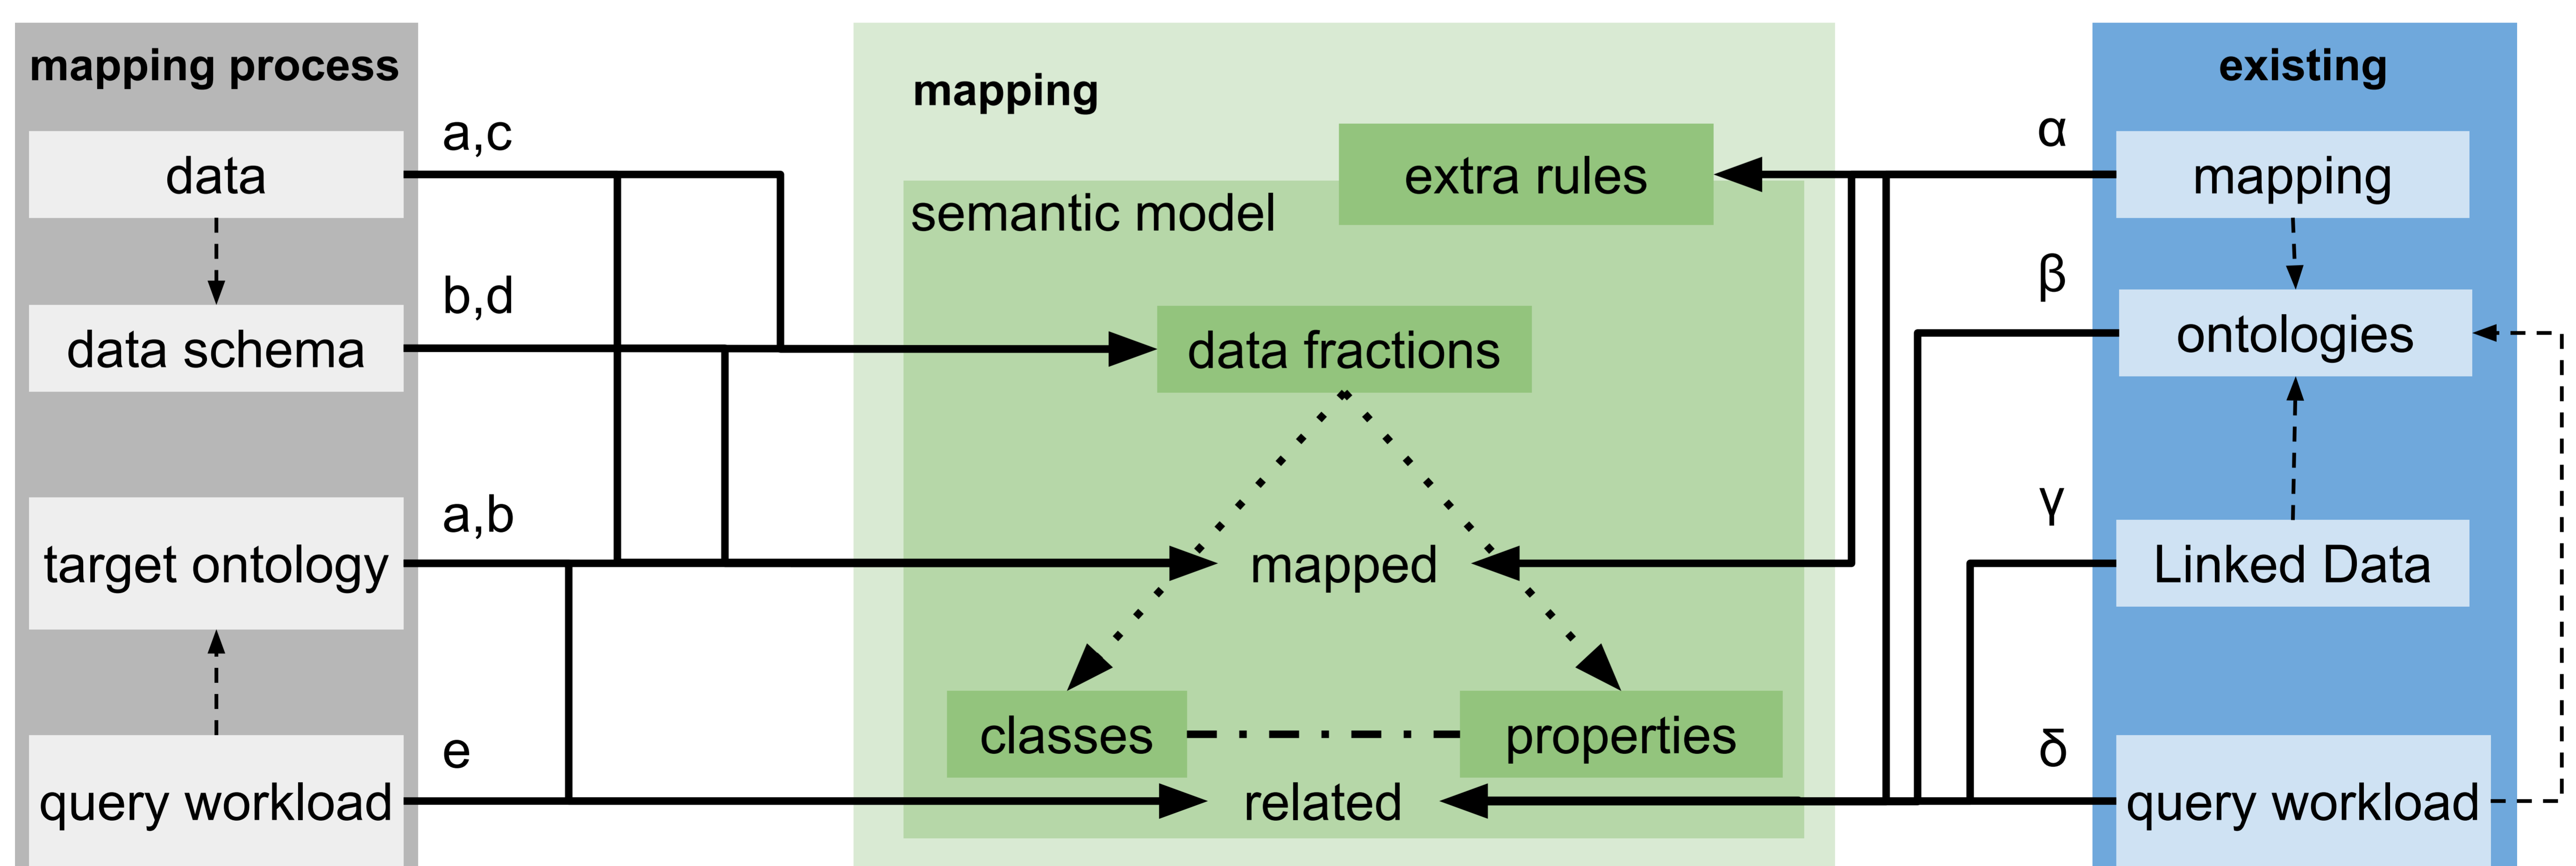 mapping process
data
data schema
target ontology
query workload
a,c
b,d
a,b
e
mapping
extra rules
semantic model
data fractions
mapped
classes
properties
related
α
β
γ
δ
existing
mapping
ontologies
Linked Data
query workload